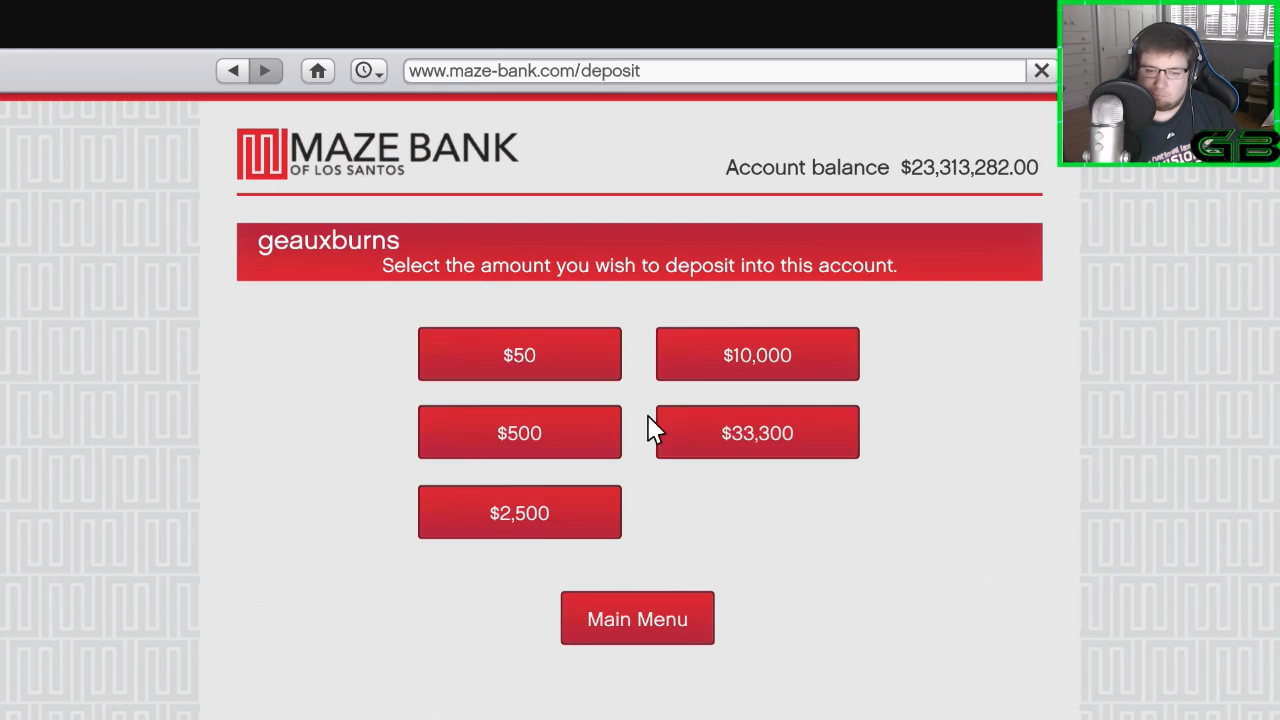 www.maze-bank.com/deposit
MAZE BANK
OF LOS SANTOS
Account balance $23,313,282.00
geauxburns
Select the amount you wish to deposit into this account.
$50
$10,000
$500
$33,300
$2,500
Main Menu
GB